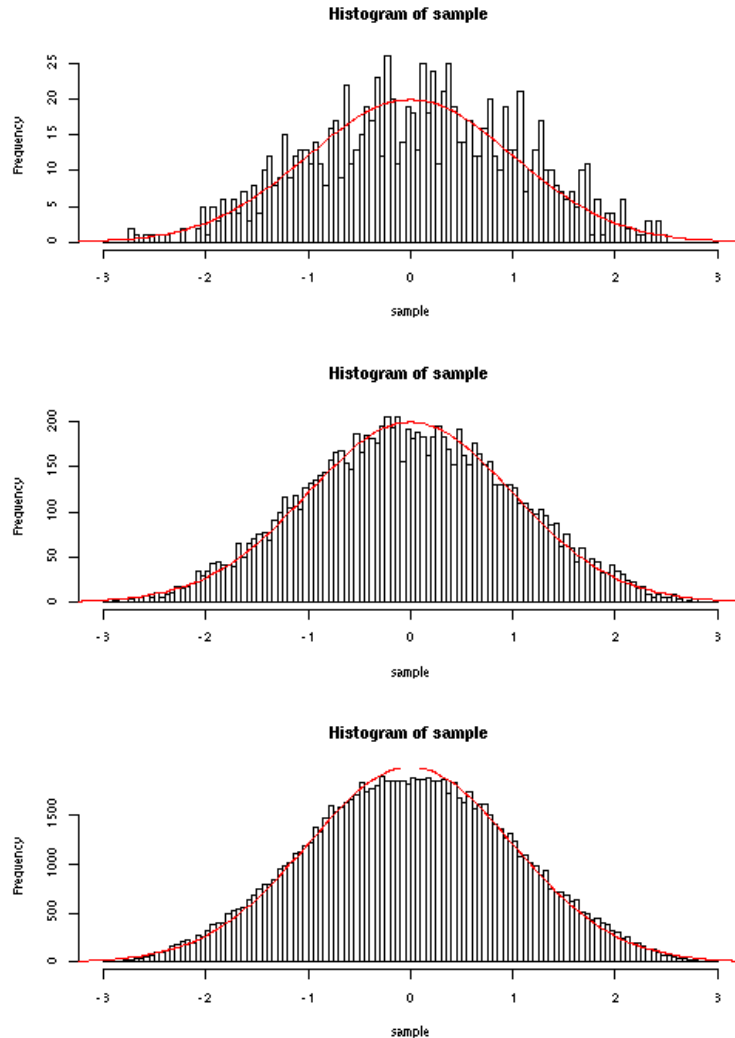 Histogram of sample
25
20
15
10
5
0
Frequency
-3 -2 -1 0 1 2 3
sample
Histogram of sample
200
150
100
50
0
Frequency
-3 -2 -1 0 1 2 3
sample
Histogram of sample
1500
1000
500
0
Frequency
-3 -2 -1 0 1 2 3
sample